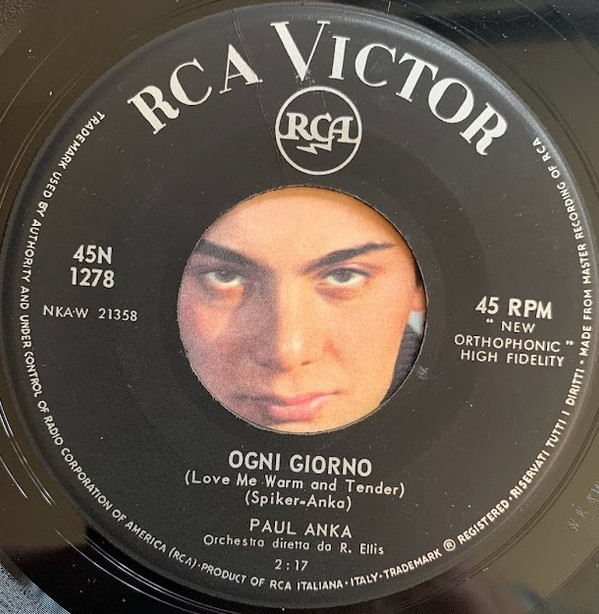 RCA VICTOR
RCA
TRADEMARK USED BY AUTHORITY AND UNDER CONTROL OF RADIO CORPORATION OF AMERICA (RCA)·PRODUCT OF RCA ITALIANA·ITALY·TRADEMARK ® REGISTERED·RISERVATI TUTTI I DIRITTI·MADE FROM MASTER RECORDING OF RCA
45N
1278
NKA-W 21358
45 RPM
" NEW
ORTHOPHONIC "
HIGH FIDELITY
OGNI GIORNO
(Love Me Warm and Tender)
(Spiker-Anka)
PAUL ANKA
Orchestra diretta da R. Ellis
2:17